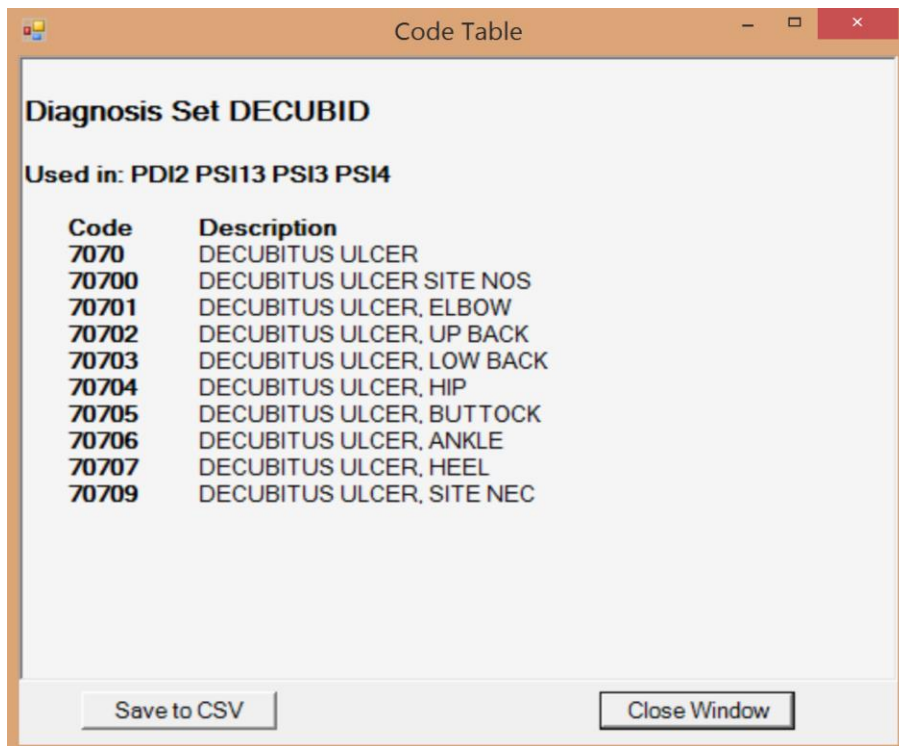 Code Table
Diagnosis Set DECUBID
Used in: PDI2 PSI13 PSI3 PSI4
Code Description
7070 DECUBITUS ULCER
70700 DECUBITUS ULCER SITE NOS
70701 DECUBITUS ULCER, ELBOW
70702 DECUBITUS ULCER, UP BACK
70703 DECUBITUS ULCER, LOW BACK
70704 DECUBITUS ULCER, HIP
70705 DECUBITUS ULCER, BUTTOCK
70706 DECUBITUS ULCER, ANKLE
70707 DECUBITUS ULCER, HEEL
70709 DECUBITUS ULCER, SITE NEC
Save to CSV Close Window